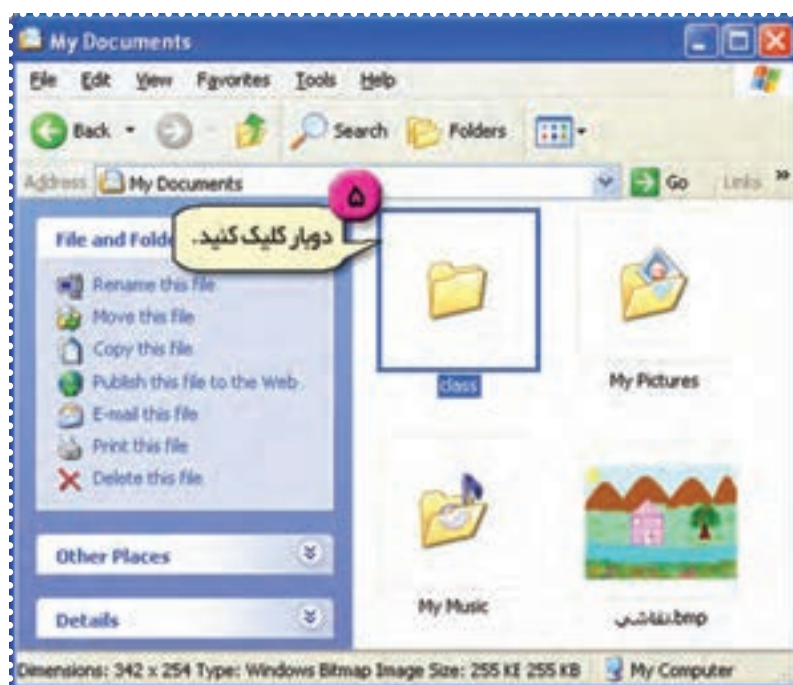 My Documents
File Edit View Favorites Tools Help
Back Search Folders
Address My Documents Go Links »
۵
دوبار کلیک کنید.
File and Folde
Rename this file
Move this file
Copy this file
Publish this file to the Web
E-mail this file
Print this file
Delete this file
Other Places
Details
class
My Pictures
My Music
نقاشی.bmp
Dimensions: 342 x 254 Type: Windows Bitmap Image Size: 255 KE 255 KB My Computer